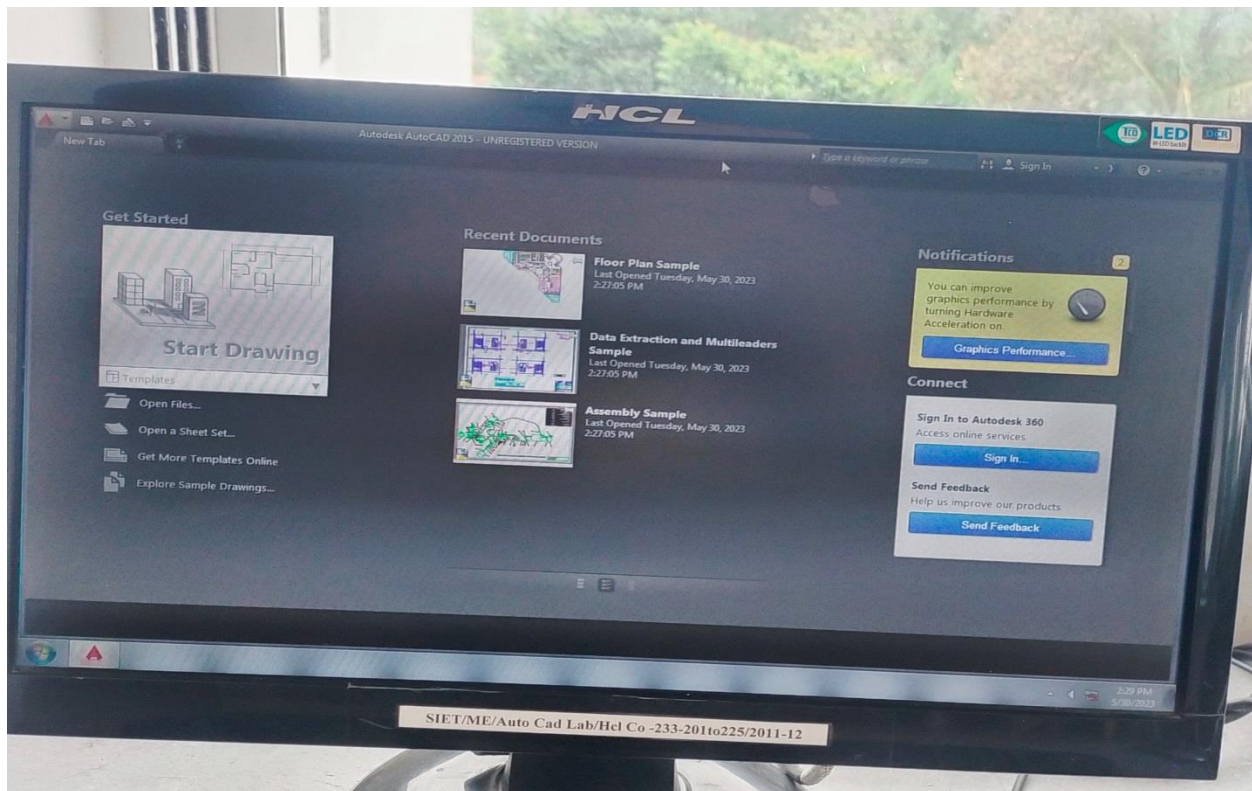 HCL
TCO
LED
W-LED backlit
Autodesk AutoCAD 2015 - UNREGISTERED VERSION
Type a keyword or phrase
Sign In
New Tab
Get Started
Start Drawing
Templates
Open Files...
Open a Sheet Set...
Get More Templates Online
Explore Sample Drawings...
Recent Documents
Floor Plan Sample
Last Opened Tuesday, May 30, 2023
2:27:05 PM
Data Extraction and Multileaders
Sample
Last Opened Tuesday, May 30, 2023
2:27:05 PM
Assembly Sample
Last Opened Tuesday, May 30, 2023
2:27:05 PM
Notifications
2
You can improve
graphics performance by
turning Hardware
Acceleration on.
Graphics Performance...
Connect
Sign In to Autodesk 360
Access online services
Sign In...
Send Feedback
Help us improve our products
Send Feedback
2:29 PM
5/30/2023
SIET/ME/Auto Cad Lab/Hcl Co -233-201to225/2011-12